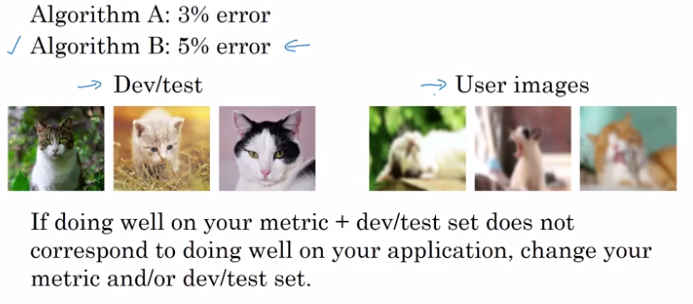 Algorithm A: 3% error
Algorithm B: 5% error
Dev/test
User images
If doing well on your metric + dev/test set does not
correspond to doing well on your application, change your
metric and/or dev/test set.